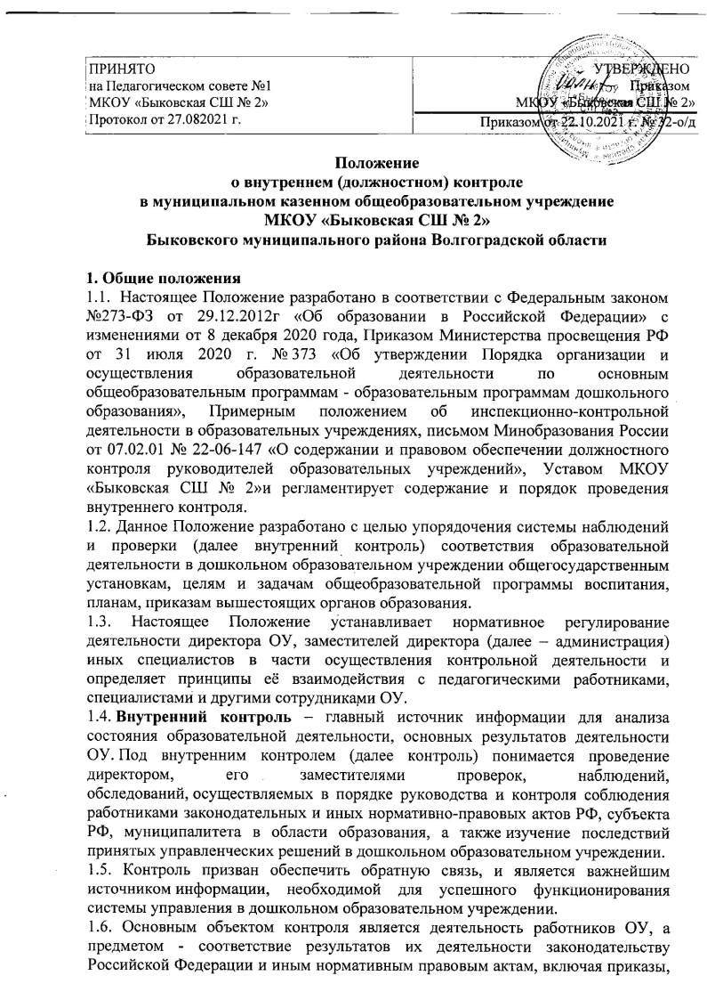 ПРИНЯТО
на Педагогическом совете №1
МКОУ «Быковская СШ № 2»
Протокол от 27.082021 г.
УТВЕРЖДЕНО
Приказом
МКОУ «Быковская СШ № 2»
Приказом от 22.10.2021 г. № 32-о/д
Положение
о внутреннем (должностном) контроле
в муниципальном казенном общеобразовательном учреждение
МКОУ «Быковская СШ № 2»
Быковского муниципального района Волгоградской области
1. Общие положения
1.1. Настоящее Положение разработано в соответствии с Федеральным законом
№273-ФЗ от 29.12.2012г «Об образовании в Российской Федерации» с
изменениями от 8 декабря 2020 года, Приказом Министерства просвещения РФ
от 31 июля 2020 г. № 373 «Об утверждении Порядка организации и
осуществления образовательной деятельности по основным
общеобразовательным программам - образовательным программам дошкольного
образования», Примерным положением об инспекционно-контрольной
деятельности в образовательных учреждениях, письмом Минобразования России
от 07.02.01 № 22-06-147 «О содержании и правовом обеспечении должностного
контроля руководителей образовательных учреждений», Уставом МКОУ
«Быковская СШ № 2»и регламентирует содержание и порядок проведения
внутреннего контроля.
1.2. Данное Положение разработано с целью упорядочения системы наблюдений
и проверки (далее внутренний контроль) соответствия образовательной
деятельности в дошкольном образовательном учреждении общегосударственным
установкам, целям и задачам общеобразовательной программы воспитания,
планам, приказам вышестоящих органов образования.
1.3. Настоящее Положение устанавливает нормативное регулирование
деятельности директора ОУ, заместителей директора (далее – администрация)
иных специалистов в части осуществления контрольной деятельности и
определяет принципы её взаимодействия с педагогическими работниками,
специалистами и другими сотрудниками ОУ.
1.4. Внутренний контроль – главный источник информации для анализа
состояния образовательной деятельности, основных результатов деятельности
ОУ. Под внутренним контролем (далее контроль) понимается проведение
директором, его заместителями проверок, наблюдений,
обследований, осуществляемых в порядке руководства и контроля соблюдения
работниками законодательных и иных нормативно-правовых актов РФ, субъекта
РФ, муниципалитета в области образования, а также изучение последствий
принятых управленческих решений в дошкольном образовательном учреждении.
1.5. Контроль призван обеспечить обратную связь, и является важнейшим
источником информации, необходимой для успешного функционирования
системы управления в дошкольном образовательном учреждении.
1.6. Основным объектом контроля является деятельность работников ОУ, а
предметом - соответствие результатов их деятельности законодательству
Российской Федерации и иным нормативным правовым актам, включая приказы,